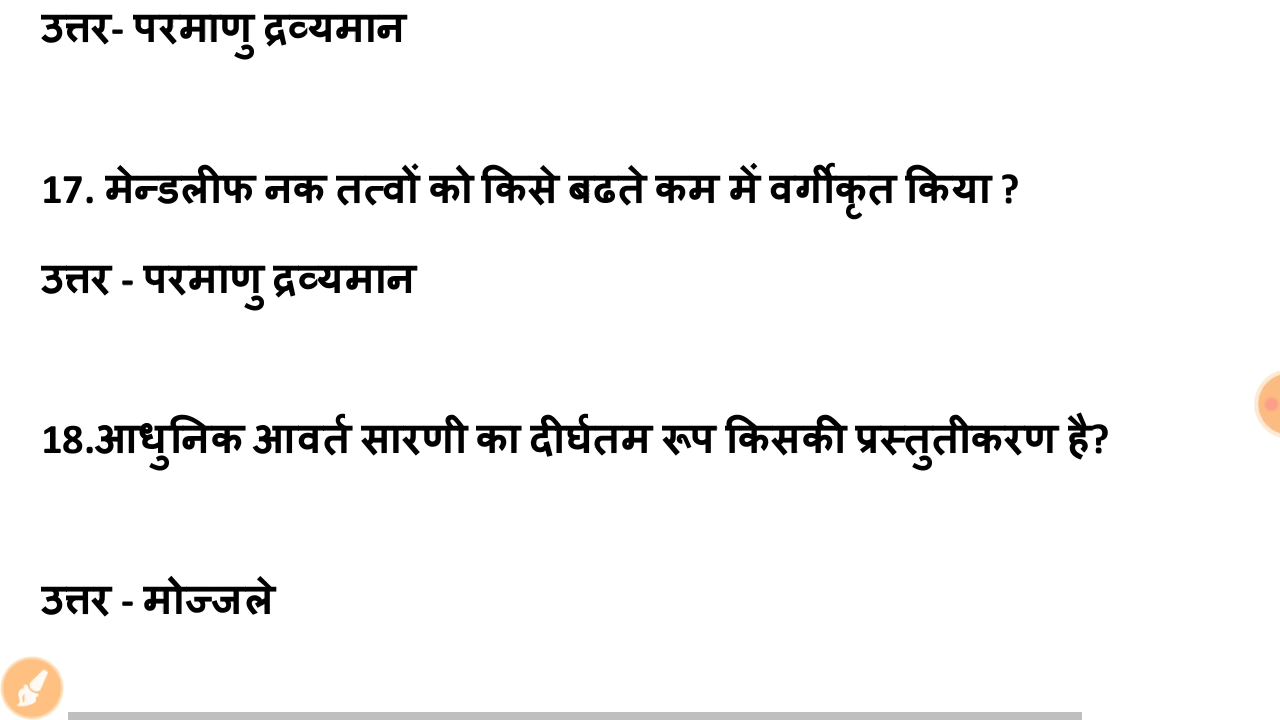 उत्तर- परमाणु द्रव्यमान
17. मेन्डलीफ नक तत्वों को किसे बढते कम में वर्गीकृत किया ?
उत्तर - परमाणु द्रव्यमान
18.आधुनिक आवर्त सारणी का दीर्घतम रूप किसकी प्रस्तुतीकरण है?
उत्तर - मोज्जले